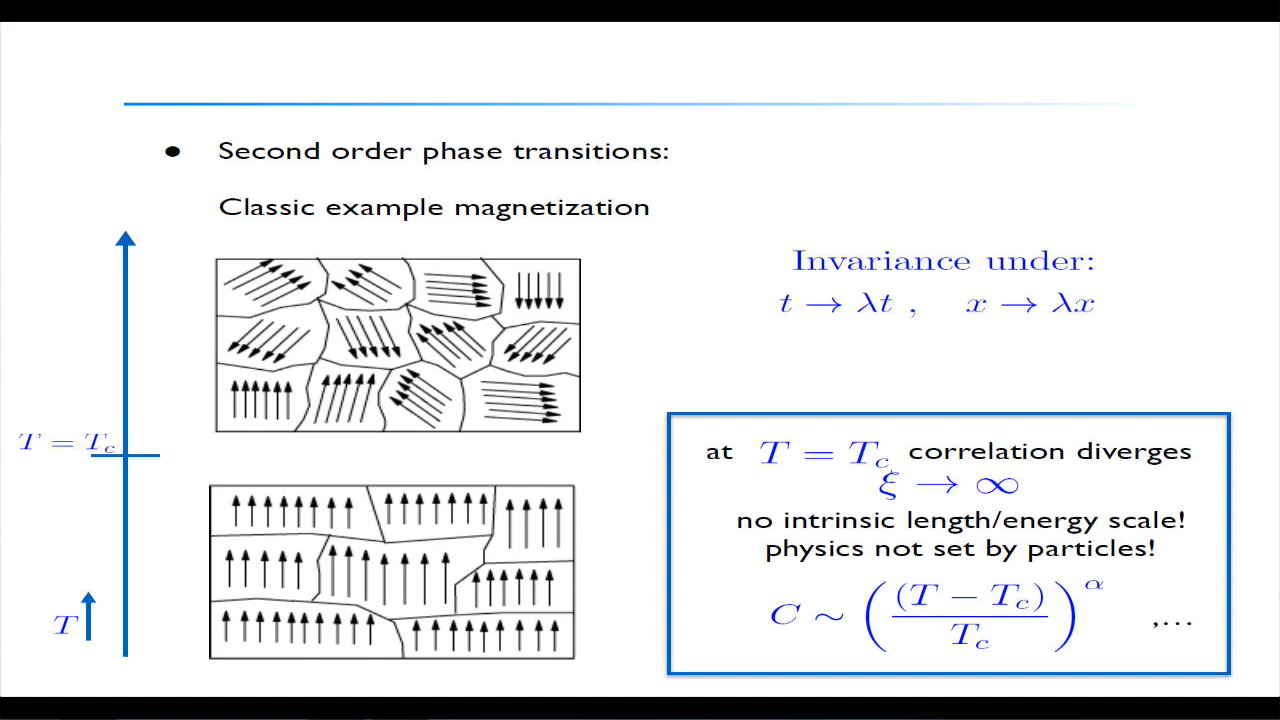 ● Second order phase transitions:
Classic example magnetization
Invariance under:
t → λt , x → λx
T = T_c
T
at T = T_c correlation diverges
ξ → ∞
no intrinsic length/energy scale!
physics not set by particles!
C ∼ ( (T − T_c) / T_c )^α ,...